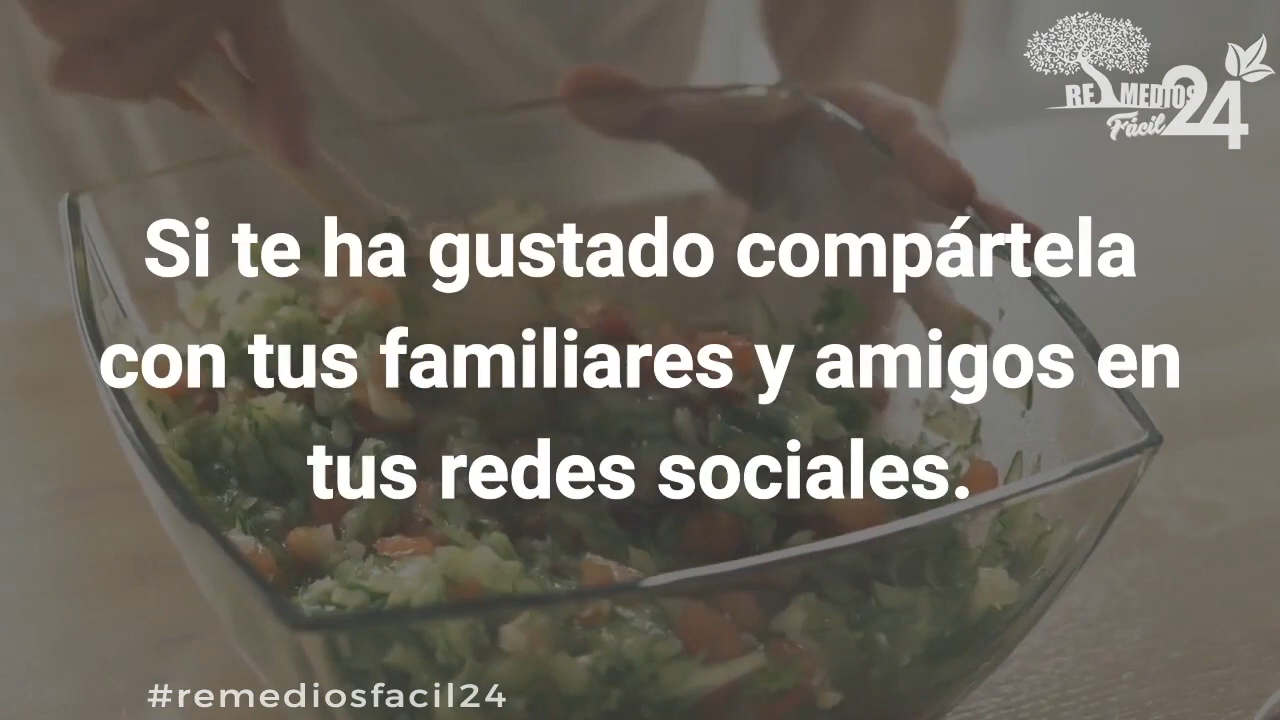 REMEDIOS
Fácil 24
Si te ha gustado compártela
con tus familiares y amigos en
tus redes sociales.
#remediosfacil24